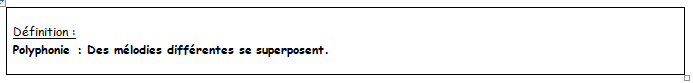 Définition :
Polyphonie : Des mélodies différentes se superposent.